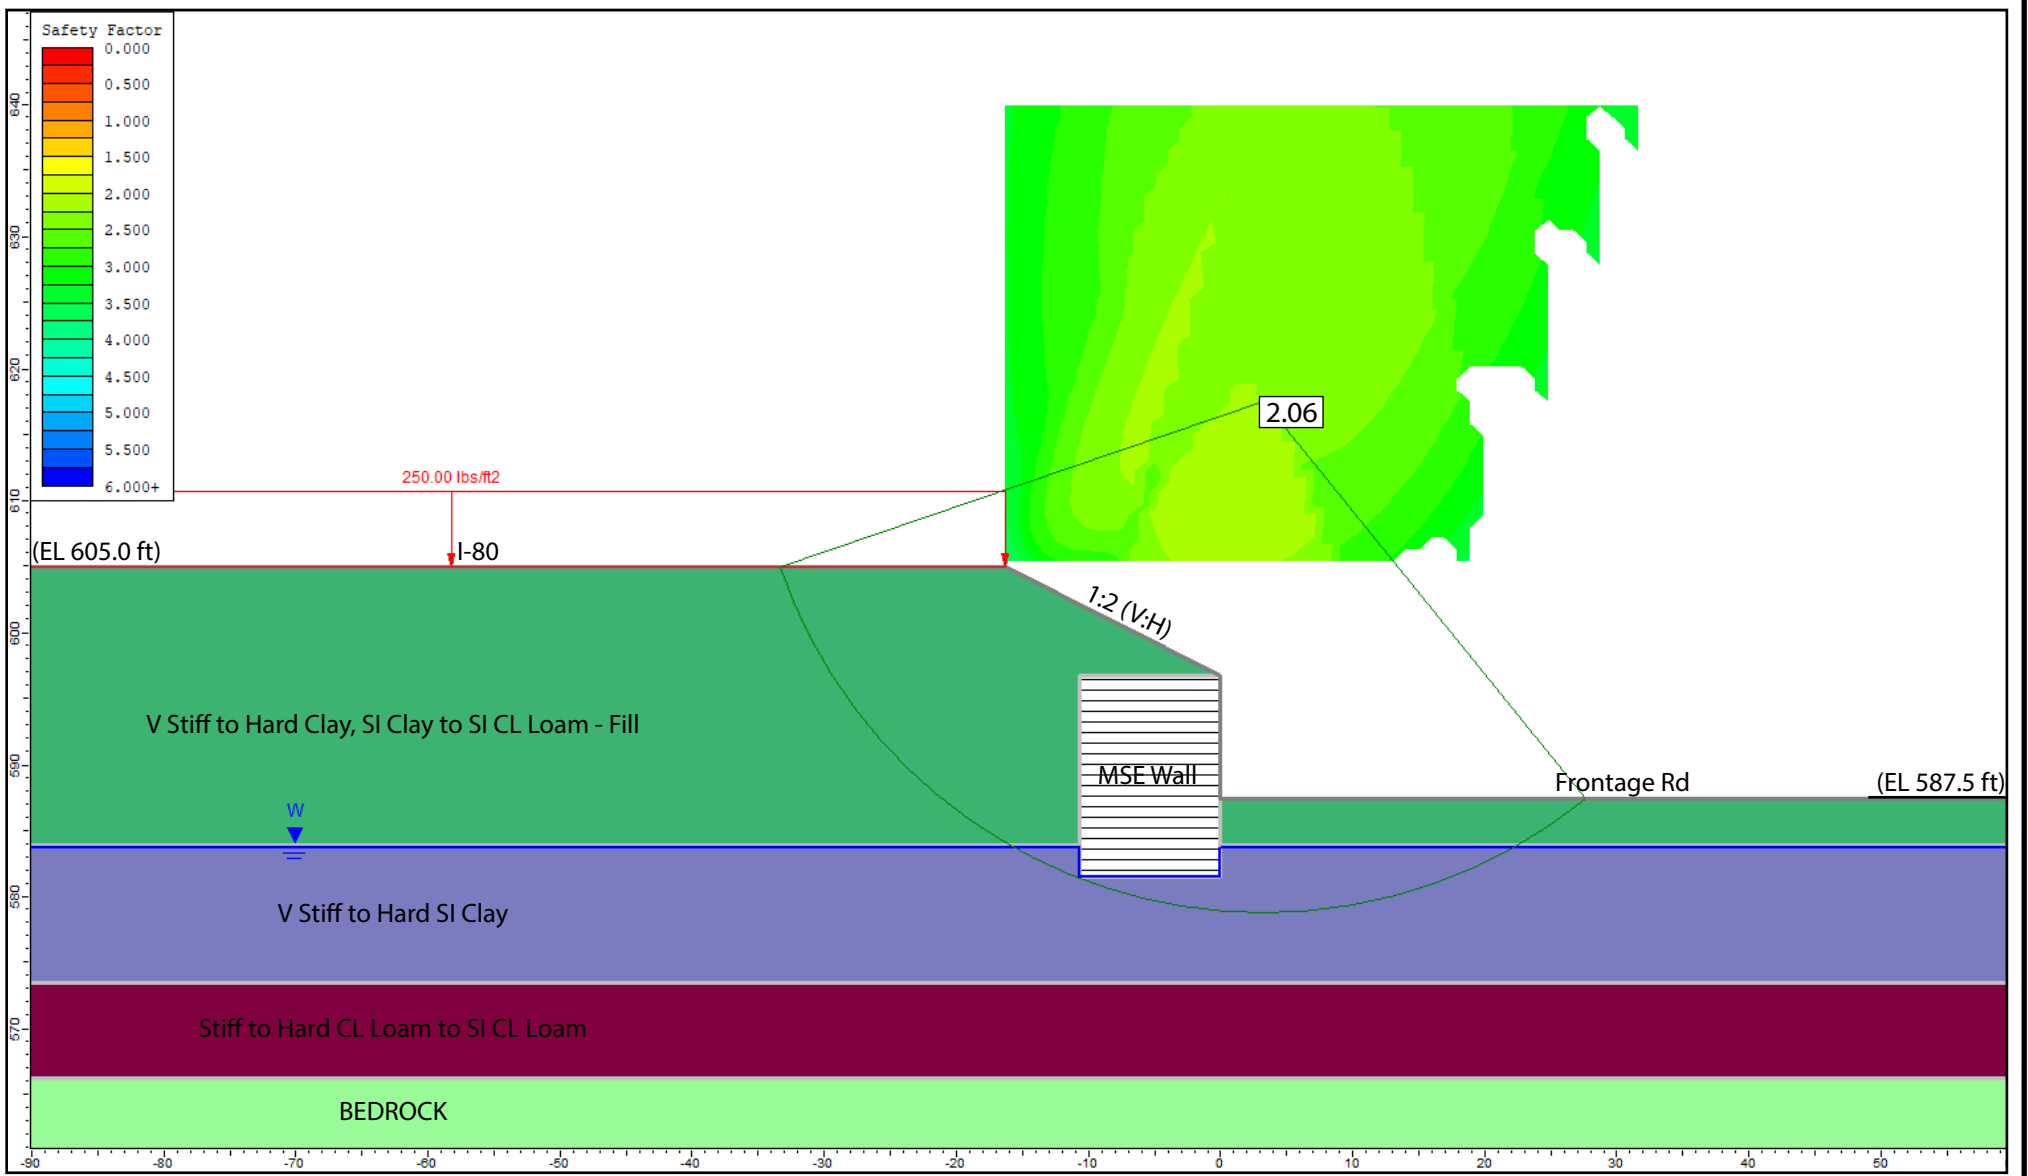 Safety Factor
0.000
0.500
1.000
1.500
2.000
2.500
3.000
3.500
4.000
4.500
5.000
5.500
6.000+
640
630
620
610
600
590
580
570
2.06
250.00 lbs/ft2
(EL 605.0 ft)
I-80
1:2 (V:H)
V Stiff to Hard Clay, SI Clay to SI CL Loam - Fill
MSE Wall
Frontage Rd
(EL 587.5 ft)
W
V Stiff to Hard SI Clay
Stiff to Hard CL Loam to SI CL Loam
BEDROCK
-90 -80 -70 -60 -50 -40 -30 -20 -10 0 10 20 30 40 50